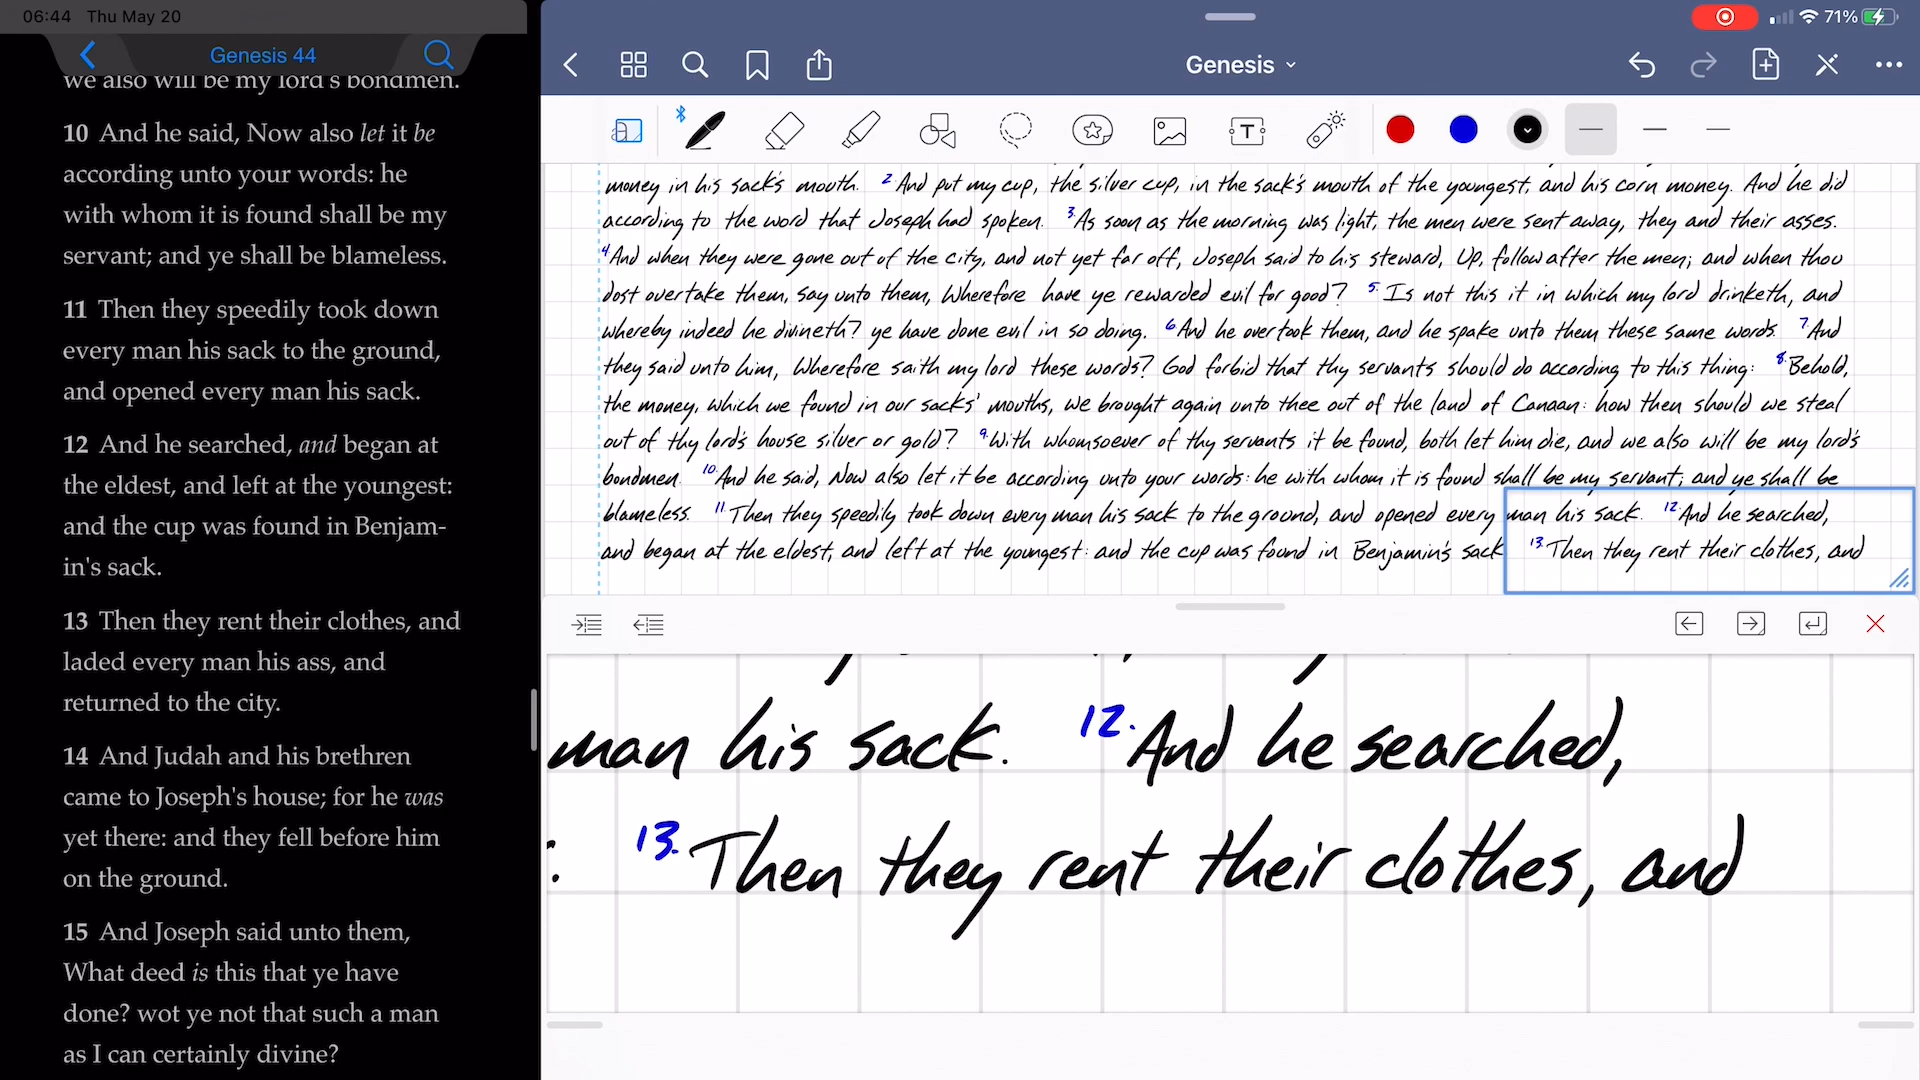 06:44 Thu May 20
Genesis 44
we also will be my lord's bondmen.
10 And he said, Now also let it be
according unto your words: he
with whom it is found shall be my
servant; and ye shall be blameless.
11 Then they speedily took down
every man his sack to the ground,
and opened every man his sack.
12 And he searched, and began at
the eldest, and left at the youngest:
and the cup was found in Benjam-
in's sack.
13 Then they rent their clothes, and
laded every man his ass, and
returned to the city.
14 And Judah and his brethren
came to Joseph's house; for he was
yet there: and they fell before him
on the ground.
15 And Joseph said unto them,
What deed is this that ye have
done? wot ye not that such a man
as I can certainly divine?
71%
Genesis
money in his sack's mouth. 2 And put my cup, the silver cup, in the sack's mouth of the youngest, and his corn money. And he did
according to the word that Joseph had spoken. 3. As soon as the morning was light, the men were sent away, they and their asses.
4 And when they were gone out of the city, and not yet far off, Joseph said to his steward, Up, follow after the men; and when thou
dost overtake them, say unto them, Wherefore have ye rewarded evil for good? 5. Is not this it in which my lord drinketh, and
whereby indeed he divineth? ye have done evil in so doing. 6 And he overtook them, and he spake unto them these same words. 7. And
they said unto him, Wherefore saith my lord these words? God forbid that thy servants should do according to this thing: 8. Behold,
the money, which we found in our sacks' mouths, we brought again unto thee out of the land of Canaan: how then should we steal
out of thy lord's house silver or gold? 9. With whomsoever of thy servants it be found, both let him die, and we also will be my lord's
bondmen. 10. And he said, Now also let it be according unto your words: he with whom it is found shall be my servant; and ye shall be
blameless. 11. Then they speedily took down every man his sack to the ground, and opened every man his sack. 12. And he searched,
and began at the eldest, and left at the youngest: and the cup was found in Benjamin's sack 13. Then they rent their clothes, and
man his sack. 12. And he searched,
: 13. Then they rent their clothes, and